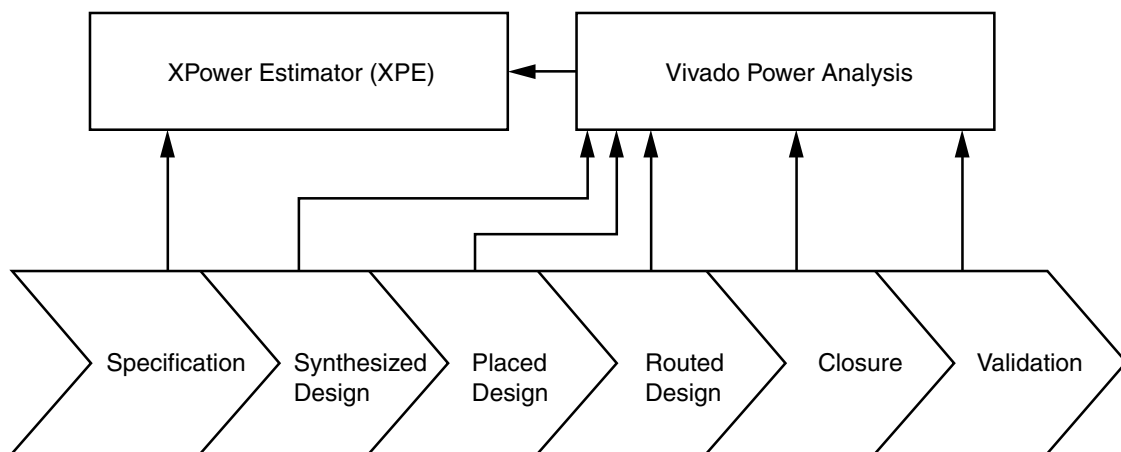 XPower Estimator (XPE)
Vivado Power Analysis
Specification
Synthesized
Design
Placed
Design
Routed
Design
Closure
Validation